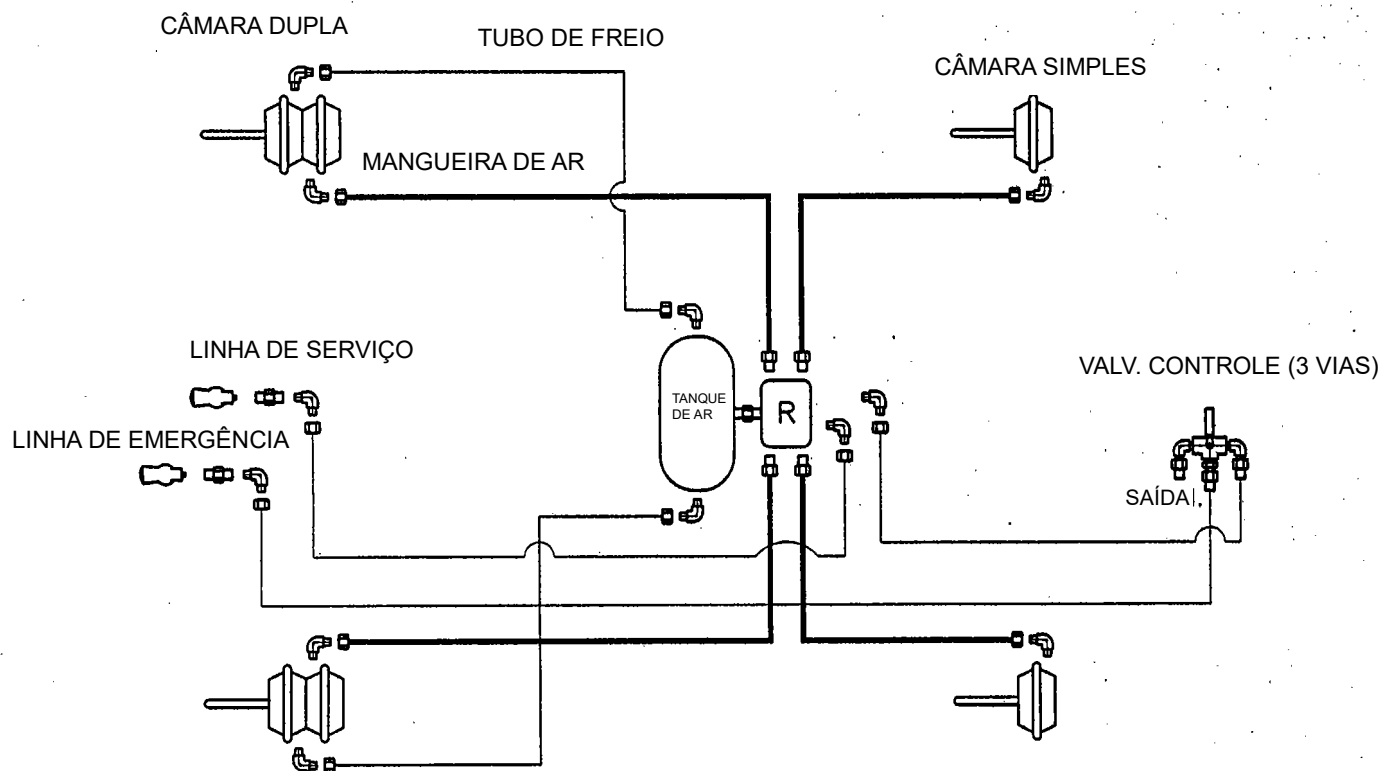 CÂMARA DUPLA
TUBO DE FREIO
CÂMARA SIMPLES
MANGUEIRA DE AR
LINHA DE SERVIÇO
VALV. CONTROLE (3 VIAS)
TANQUE
DE AR
R
LINHA DE EMERGÊNCIA
SAÍDA